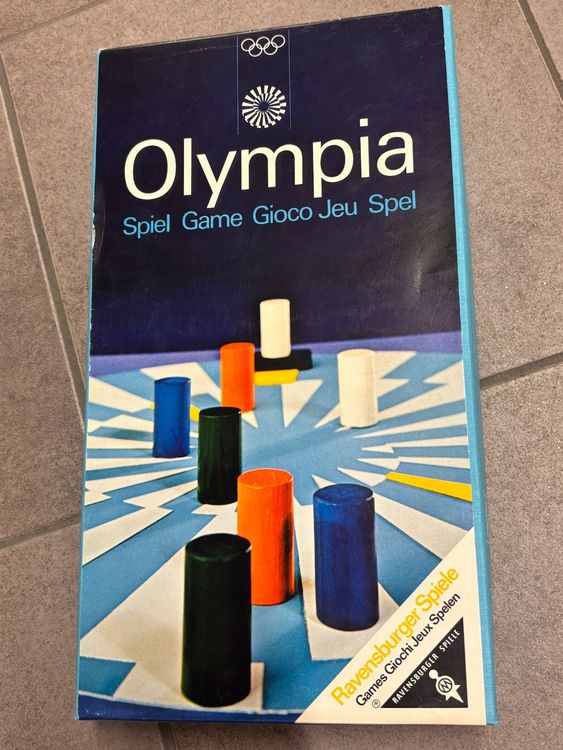 Olympia
Spiel Game Gioco Jeu Spel
Ravensburger Spiele
Games Giochi Jeux Spelen
®
RAVENSBURGER SPIELE